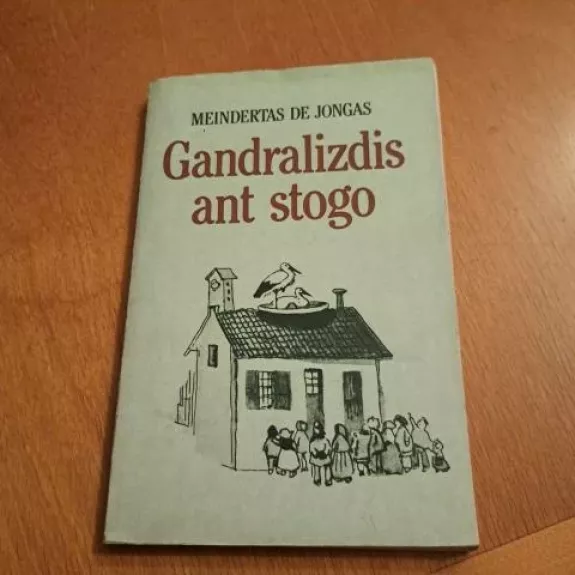 MEINDERTAS DE JONGAS
Gandralizdis
ant stogo